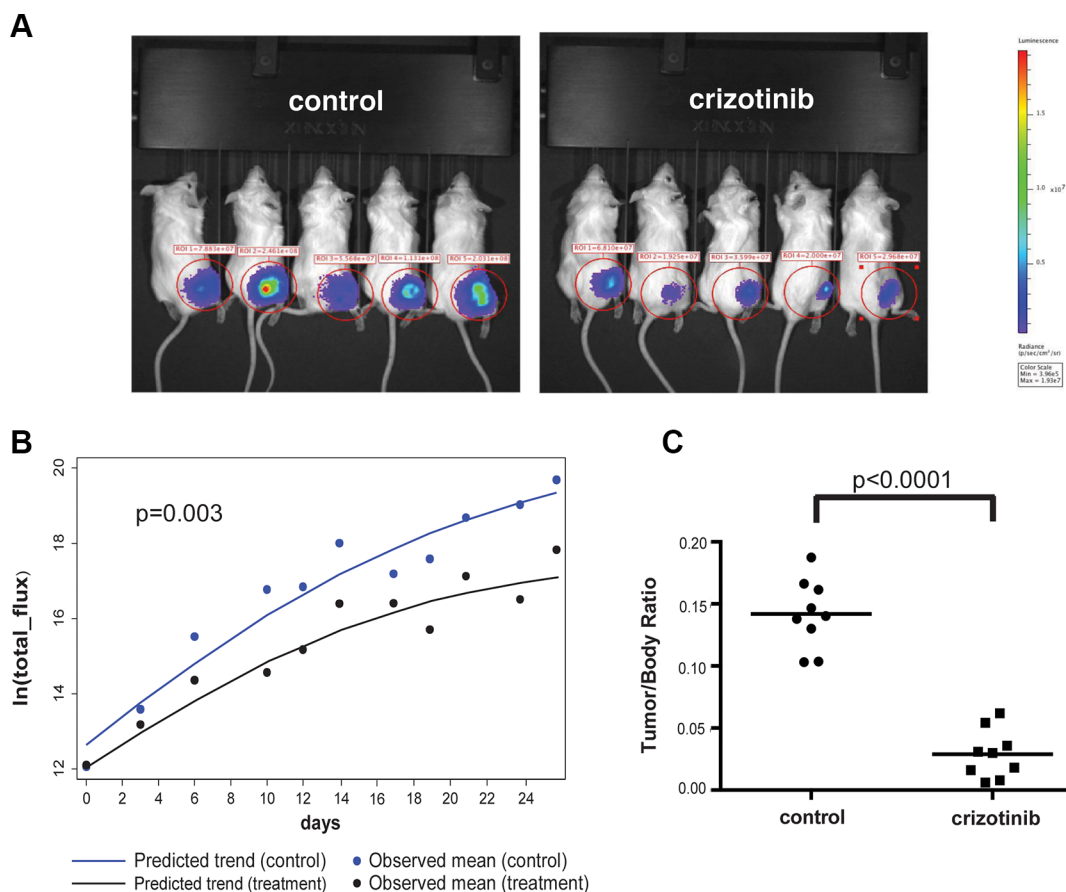 A
control
crizotinib
ROI 1=7.883e+07
ROI 2=2.461e+08
ROI 3=5.568e+07
ROI 4=1.131e+08
ROI 5=2.031e+08
ROI 1=6.810e+07
ROI 2=1.925e+07
ROI 3=3.599e+07
ROI 4=2.000e+07
ROI 5=2.968e+07
Luminescence
1.5
1.0
x10⁷
0.5
Radiance
(p/sec/cm²/sr)
Color Scale
Min = 3.96e5
Max = 1.93e7
B
p=0.003
ln(total_flux)
20
18
16
14
12
0 2 4 6 8 10 12 14 16 18 20 22 24
days
Predicted trend (control)
Observed mean (control)
Predicted trend (treatment)
Observed mean (treatment)
C
p<0.0001
Tumor/Body Ratio
0.20
0.15
0.10
0.05
0.00
control
crizotinib